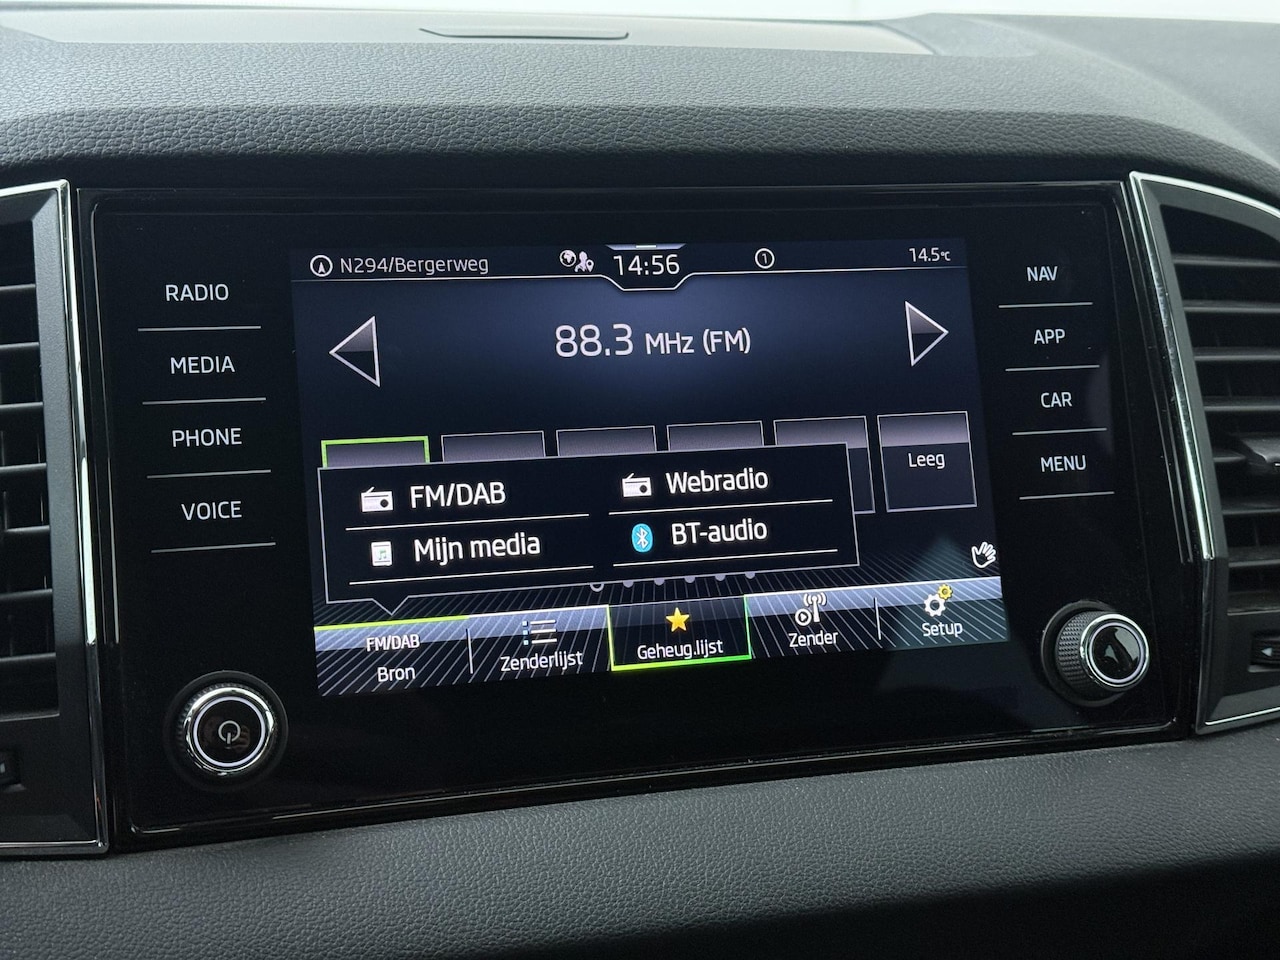 N294/Bergerweg
14:56
1
14.5°C
RADIO
MEDIA
PHONE
VOICE
88.3 MHz (FM)
NAV
APP
CAR
MENU
Leeg
FM/DAB
Webradio
Mijn media
BT-audio
FM/DAB
Bron
Zenderlijst
Geheug.lijst
Zender
Setup